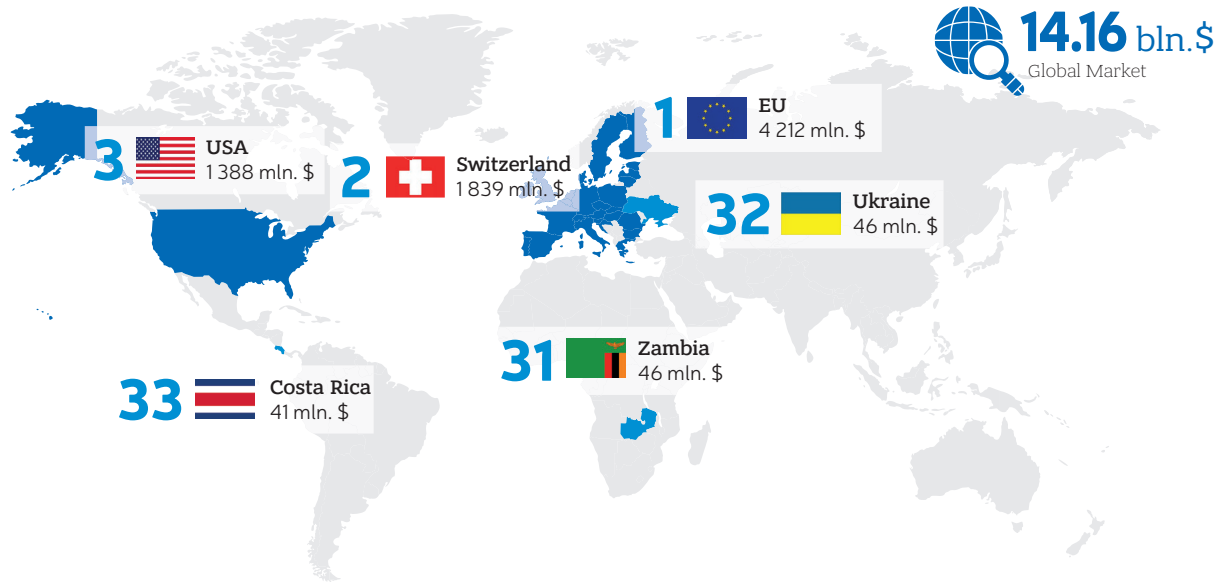 14.16 bln.$
Global Market
1
EU
4 212 mln. $
3
USA
1 388 mln. $
2
Switzerland
1 839 mln. $
32
Ukraine
46 mln. $
31
Zambia
46 mln. $
33
Costa Rica
41 mln. $